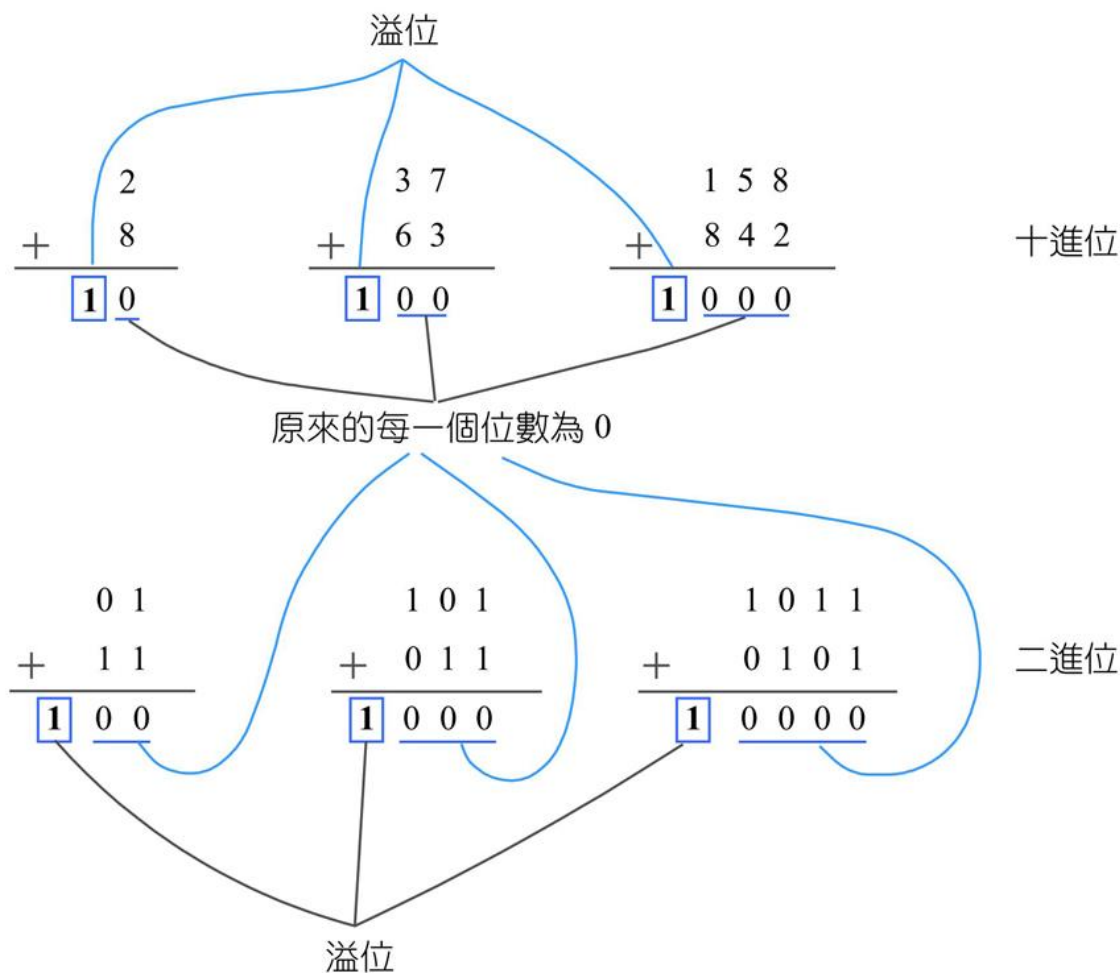 溢位
2 3 7 1 5 8
+ 8 + 6 3 + 8 4 2 十進位
1 0 1 0 0 1 0 0 0
原來的每一個位數為 0
0 1 1 0 1 1 0 1 1
+ 1 1 + 0 1 1 + 0 1 0 1 二進位
1 0 0 1 0 0 0 1 0 0 0 0
溢位